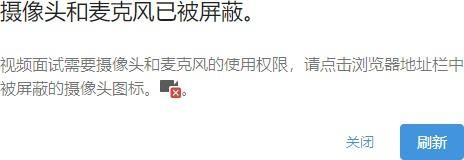 摄像头和麦克风已被屏蔽。
视频面试需要摄像头和麦克风的使用权限，请点击浏览器地址栏中
被屏蔽的摄像头图标。。
关闭 刷新